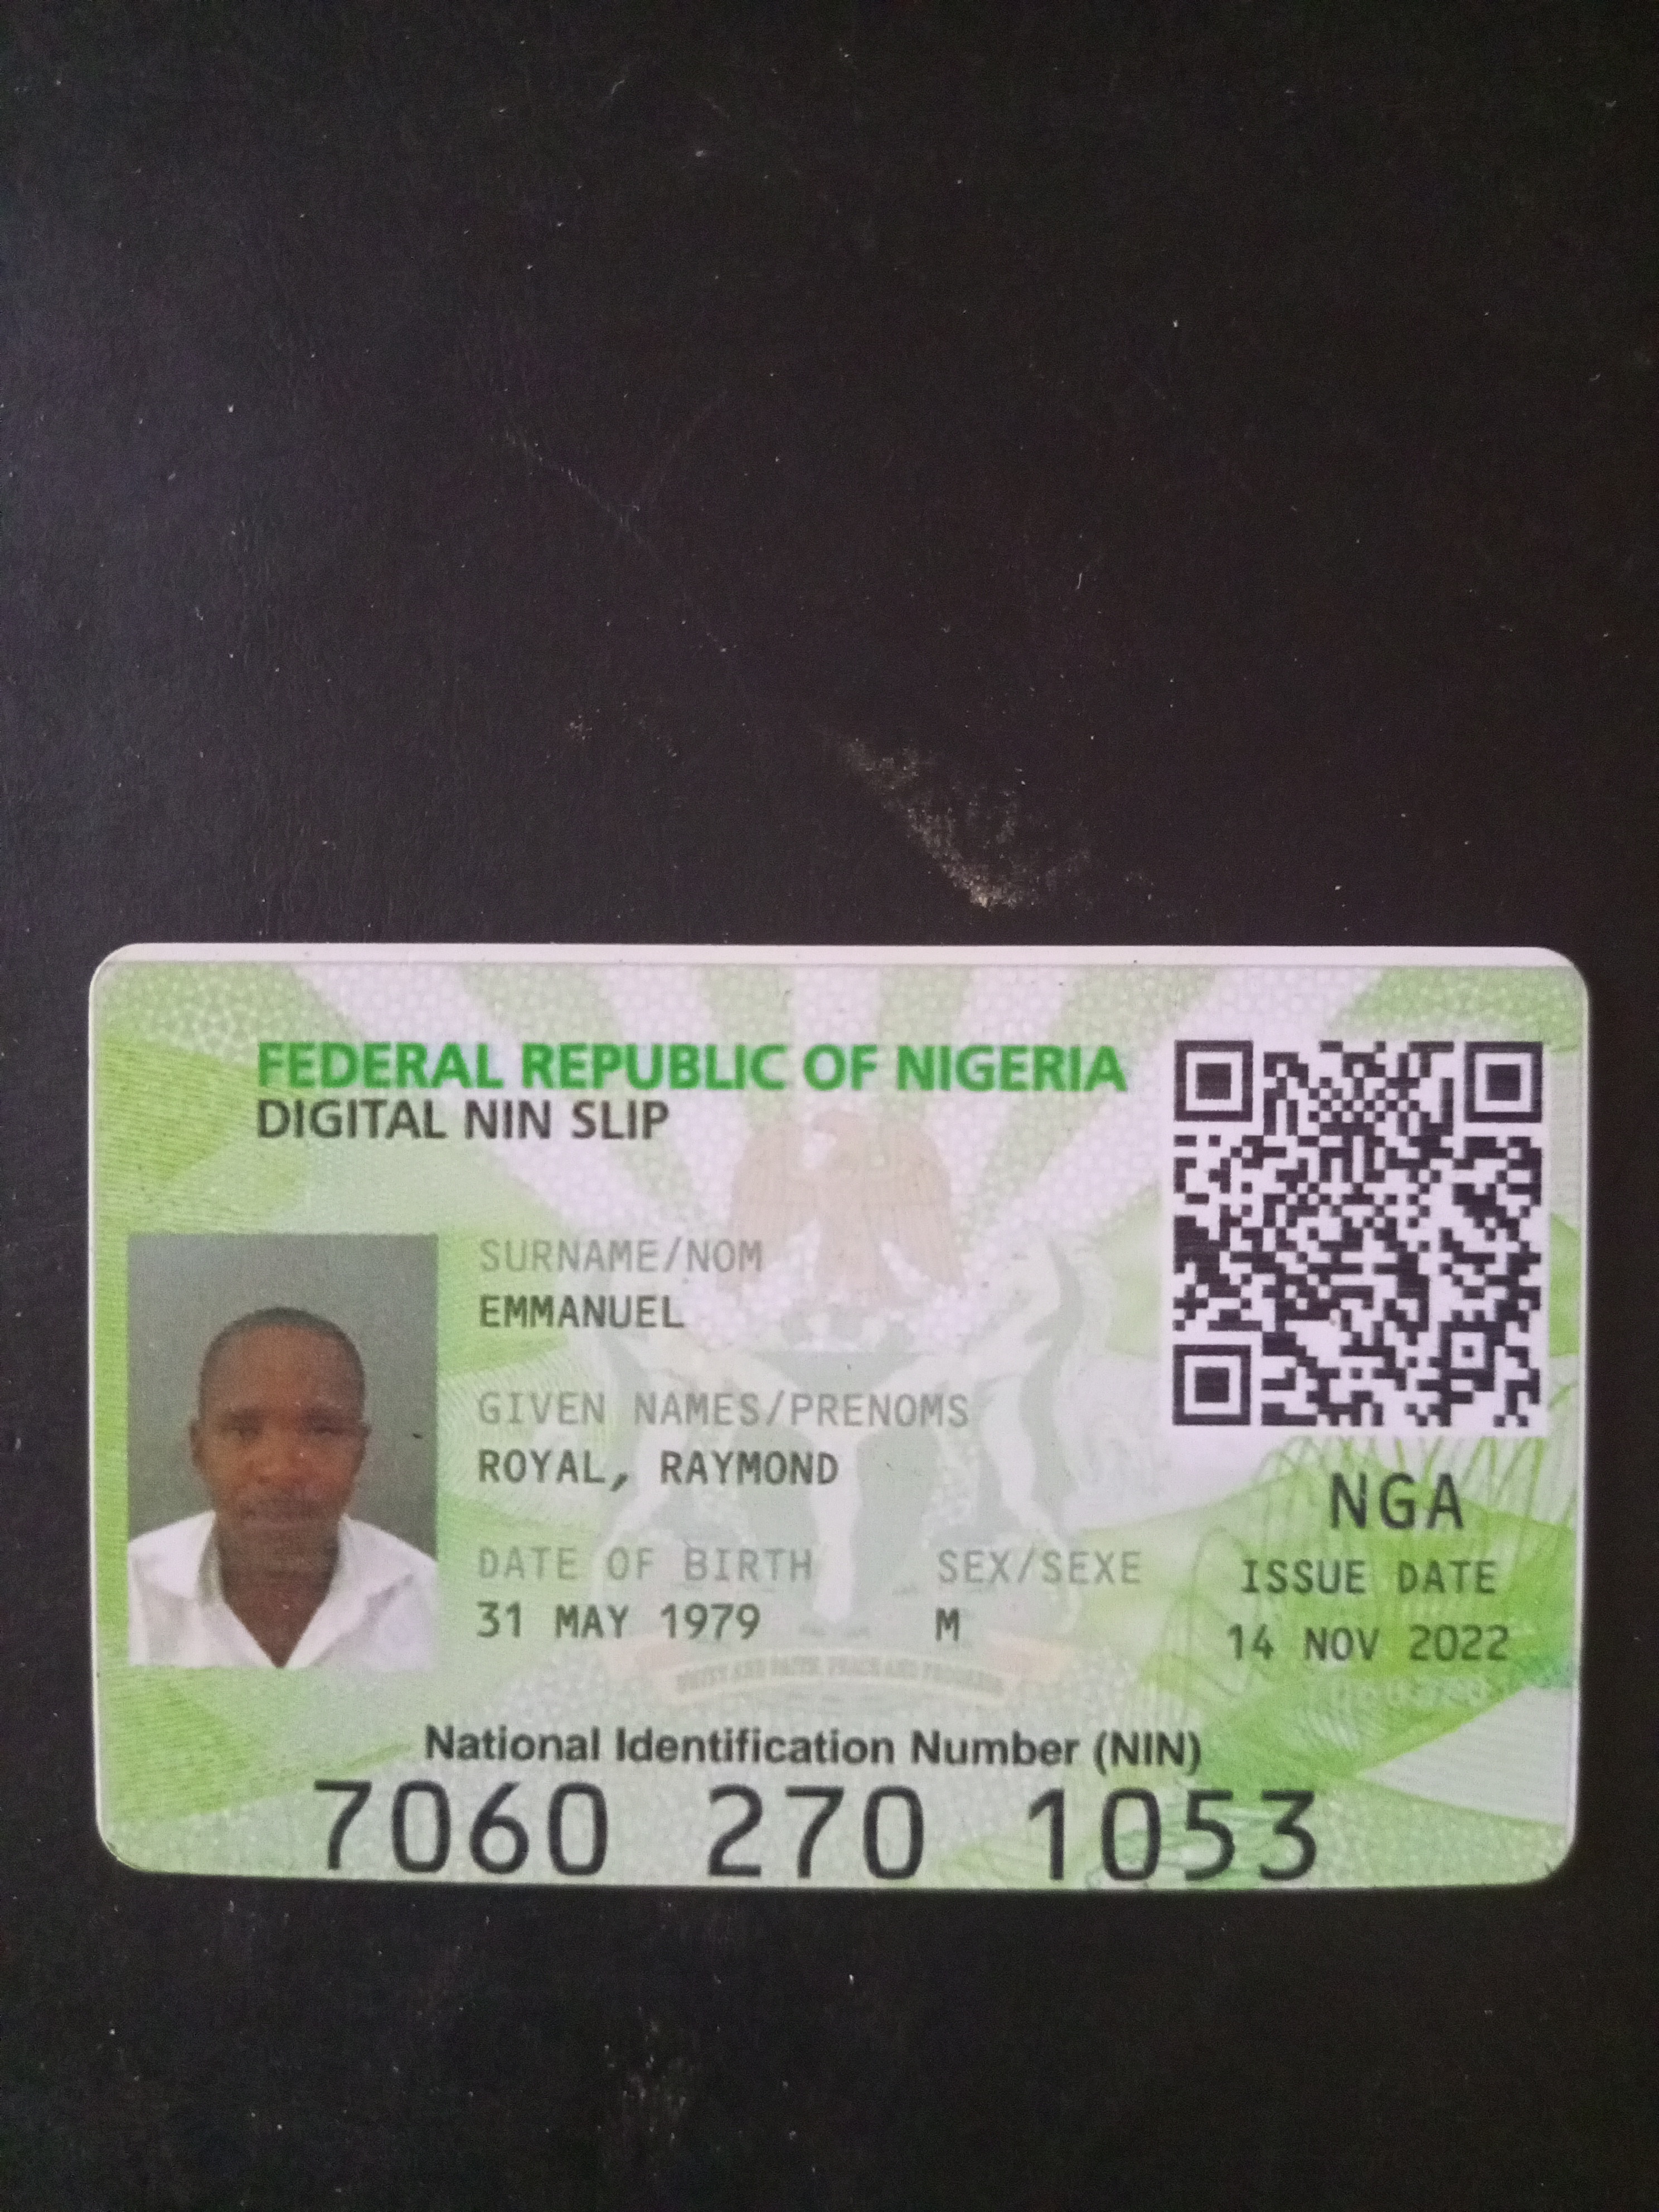 FEDERAL REPUBLIC OF NIGERIA
DIGITAL NIN SLIP
SURNAME/NOM
EMMANUEL
GIVEN NAMES/PRENOMS
ROYAL, RAYMOND
DATE OF BIRTH
31 MAY 1979
SEX/SEXE
M
NGA
ISSUE DATE
14 NOV 2022
UNITY AND FAITH, PEACE AND PROGRESS
National Identification Number (NIN)
7060 270 1053